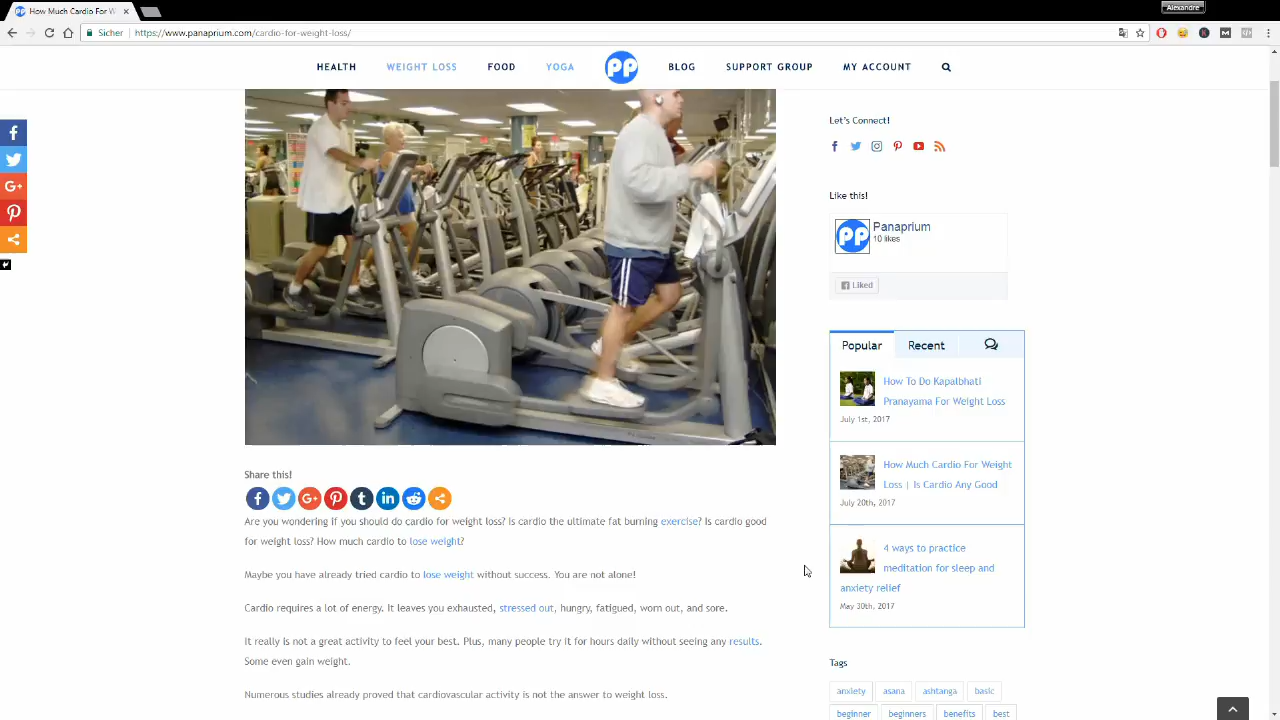 How Much Cardio For W
Alexandre
Sicher
https://www.panaprium.com/cardio-for-weight-loss/
HEALTH
WEIGHT LOSS
FOOD
YOGA
PP
BLOG
SUPPORT GROUP
MY ACCOUNT
Let's Connect!
Like this!
PP
Panaprium
10 likes
Liked
Popular
Recent
How To Do Kapalbhati
Pranayama For Weight Loss
July 1st, 2017
How Much Cardio For Weight
Loss | Is Cardio Any Good
July 20th, 2017
4 ways to practice
meditation for sleep and
anxiety relief
May 30th, 2017
Tags
anxiety
asana
ashtanga
basic
beginner
beginners
benefits
best
Share this!
Are you wondering if you should do cardio for weight loss? Is cardio the ultimate fat burning exercise? Is cardio good
for weight loss? How much cardio to lose weight?
Maybe you have already tried cardio to lose weight without success. You are not alone!
Cardio requires a lot of energy. It leaves you exhausted, stressed out, hungry, fatigued, worn out, and sore.
It really is not a great activity to feel your best. Plus, many people try it for hours daily without seeing any results.
Some even gain weight.
Numerous studies already proved that cardiovascular activity is not the answer to weight loss.